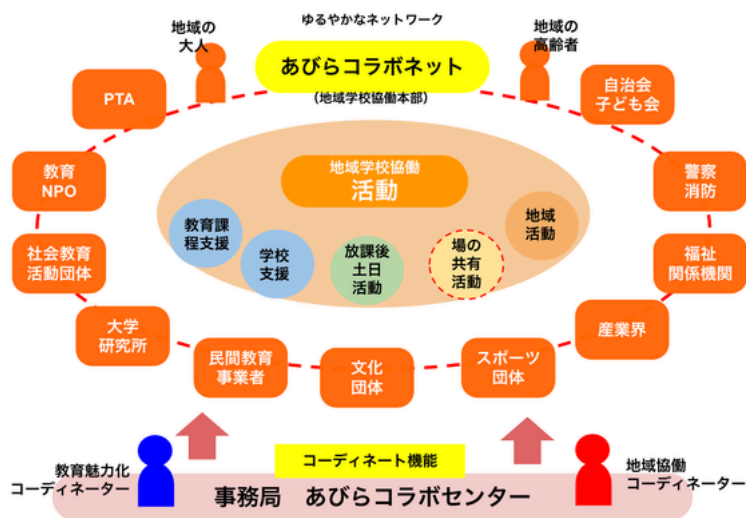 ゆるやかなネットワーク
地域の
大人
あびらコラボネット
地域の
高齢者
(地域学校協働本部)
PTA
自治会
子ども会
地域学校協働
活動
教育
NPO
警察
消防
教育課
程支援
学校
支援
放課後
土日
活動
場の
共有
活動
地域
活動
社会教育
活動団体
福祉
関係機関
大学
研究所
産業界
民間教育
事業者
文化
団体
スポーツ
団体
コーディネート機能
教育魅力化
コーディネーター
地域協働
コーディネーター
事務局 あびらコラボセンター